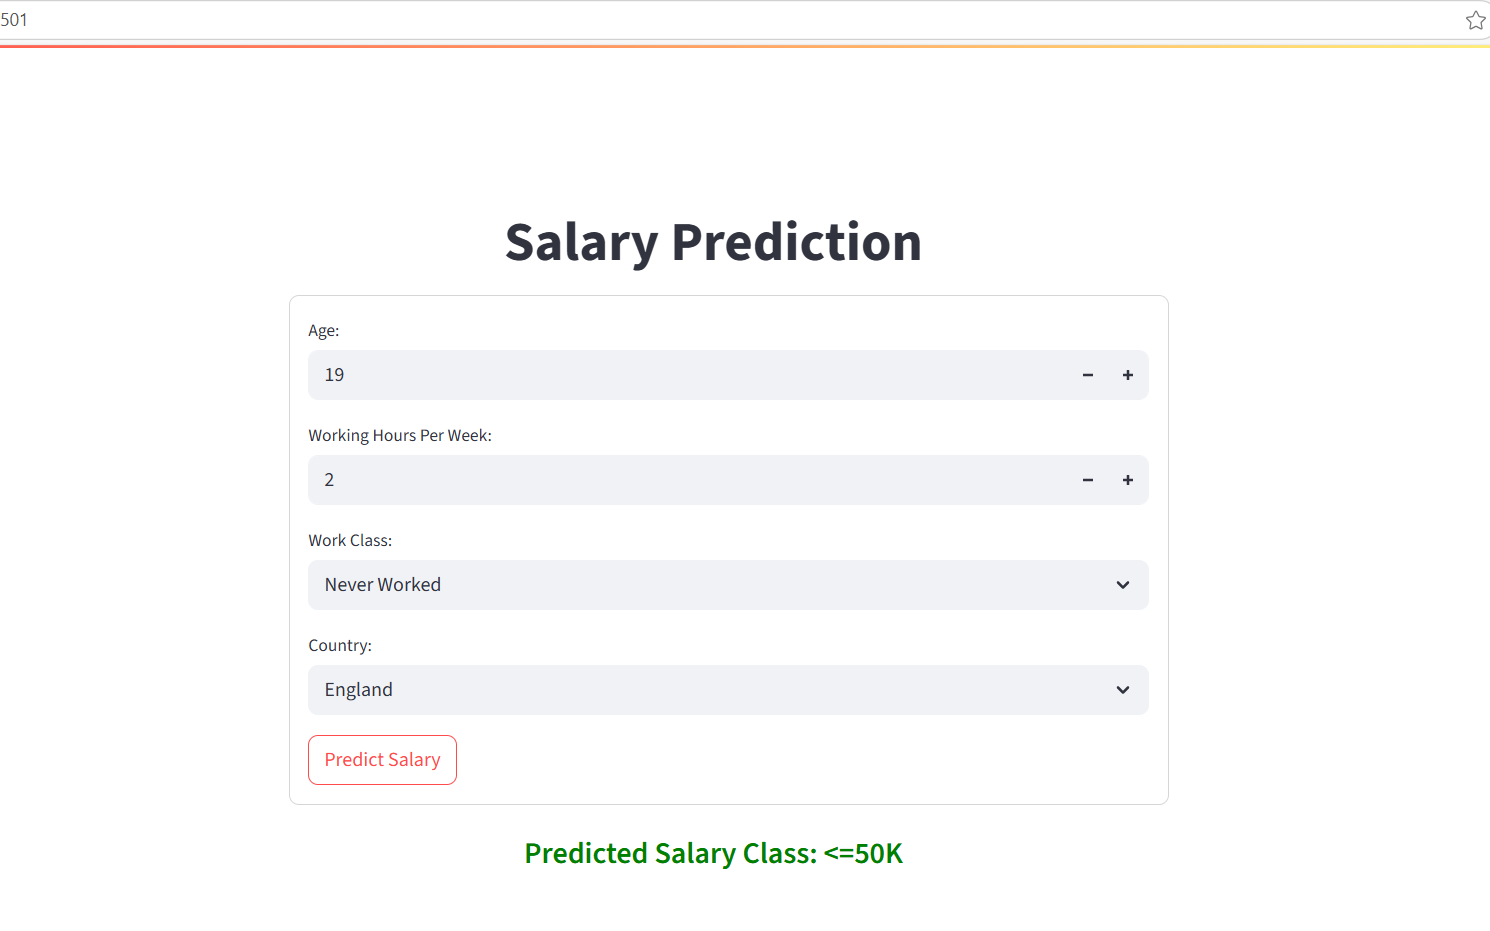 501
Salary Prediction
Age:
19
Working Hours Per Week:
2
Work Class:
Never Worked
Country:
England
Predict Salary
Predicted Salary Class: <=50K